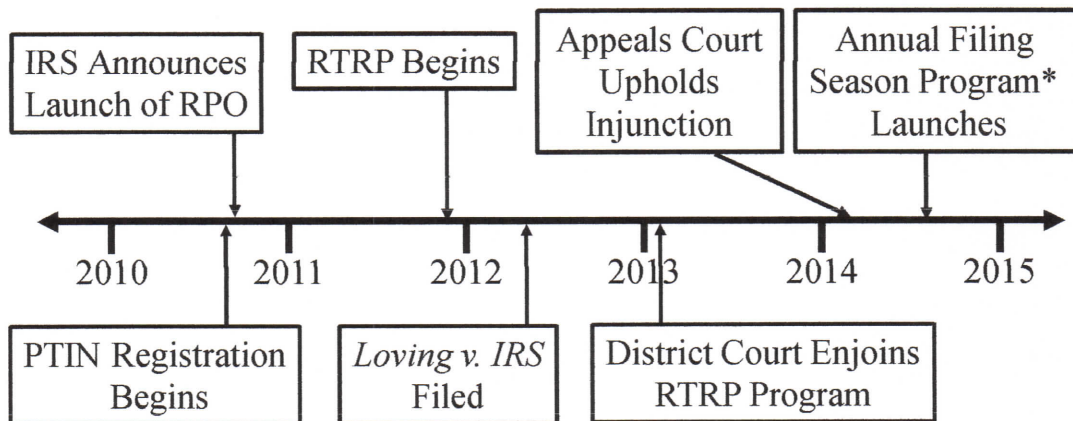 IRS Announces
Launch of RPO
RTRP Begins
Appeals Court
Upholds
Injunction
Annual Filing
Season Program*
Launches
2010
2011
2012
2013
2014
2015
PTIN Registration
Begins
Loving v. IRS
Filed
District Court Enjoins
RTRP Program